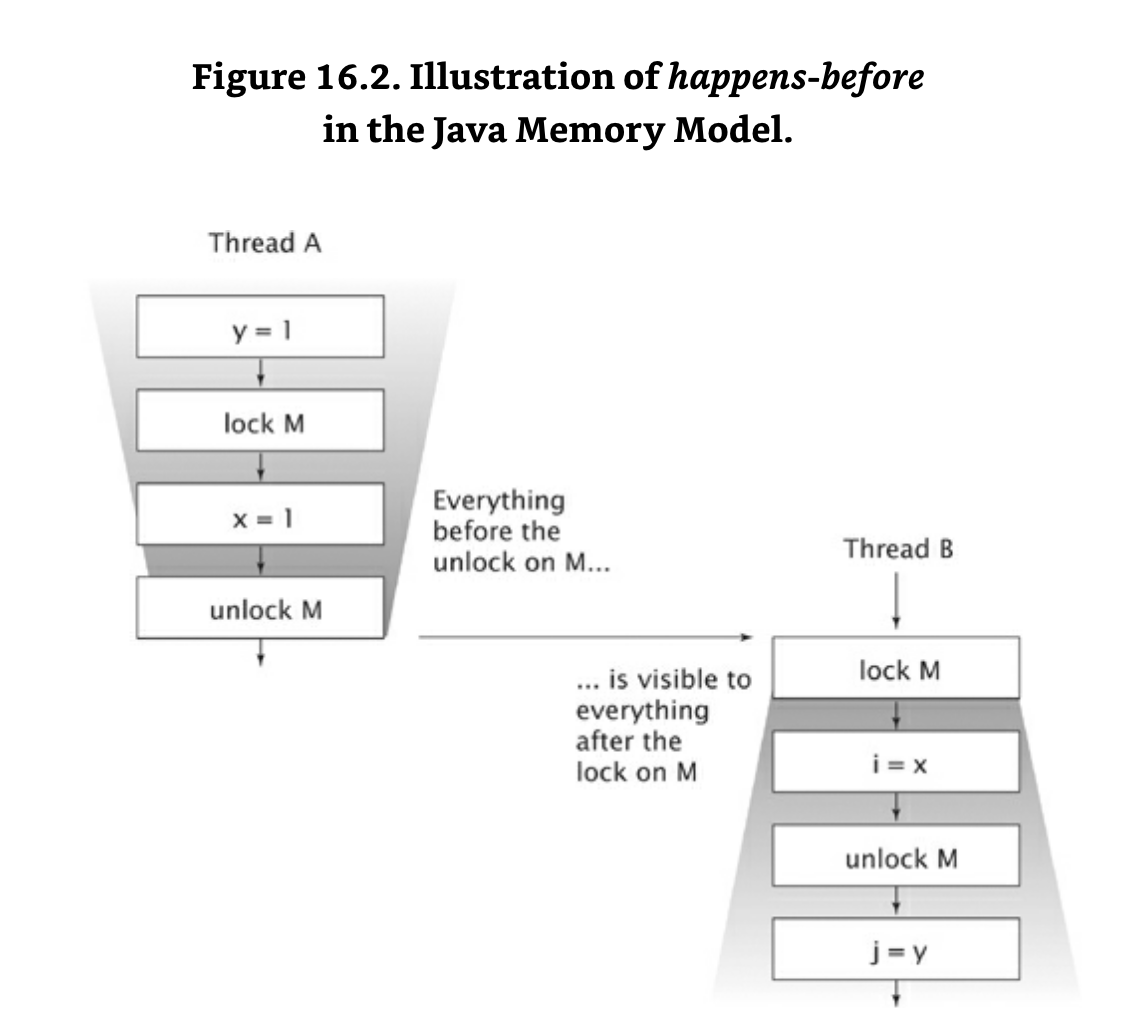 Figure 16.2. Illustration of happens-before
in the Java Memory Model.
Thread A
y = 1
lock M
x = 1
unlock M
Everything
before the
unlock on M...
Thread B
... is visible to
everything
after the
lock on M
lock M
i = x
unlock M
j = y